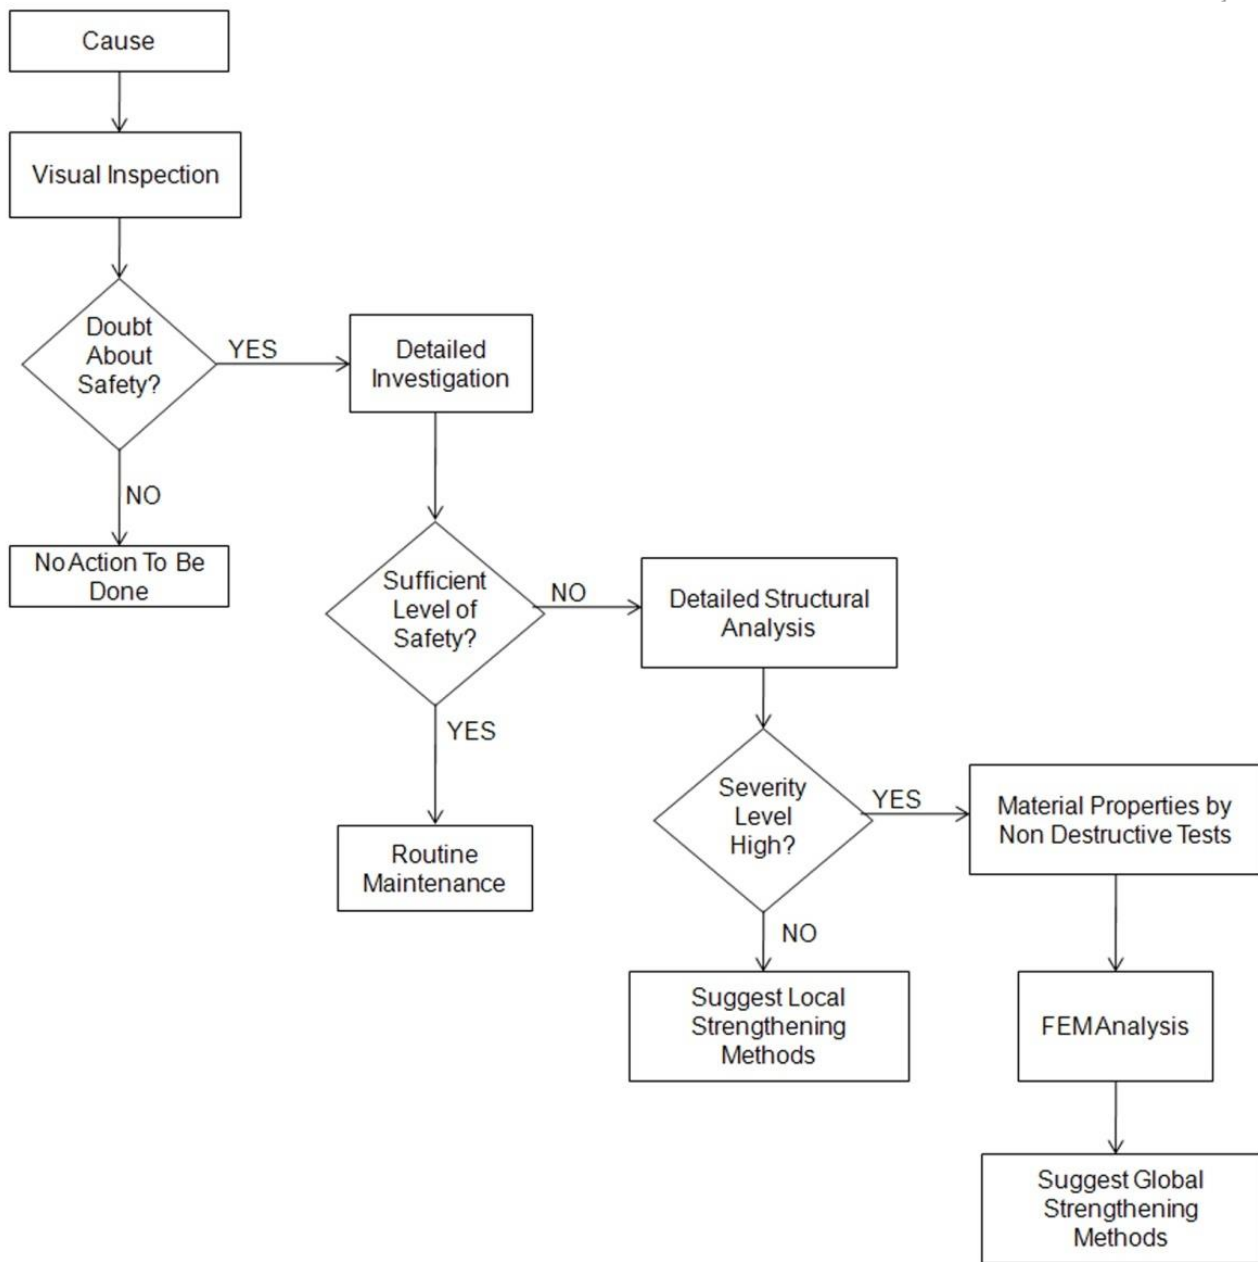 Cause
Visual Inspection
Doubt
About
Safety?
YES
Detailed
Investigation
NO
No Action To Be
Done
Sufficient
Level of
Safety?
NO
Detailed Structural
Analysis
YES
Routine
Maintenance
Severity
Level
High?
YES
Material Properties by
Non Destructive Tests
NO
Suggest Local
Strengthening
Methods
FEM Analysis
Suggest Global
Strengthening
Methods